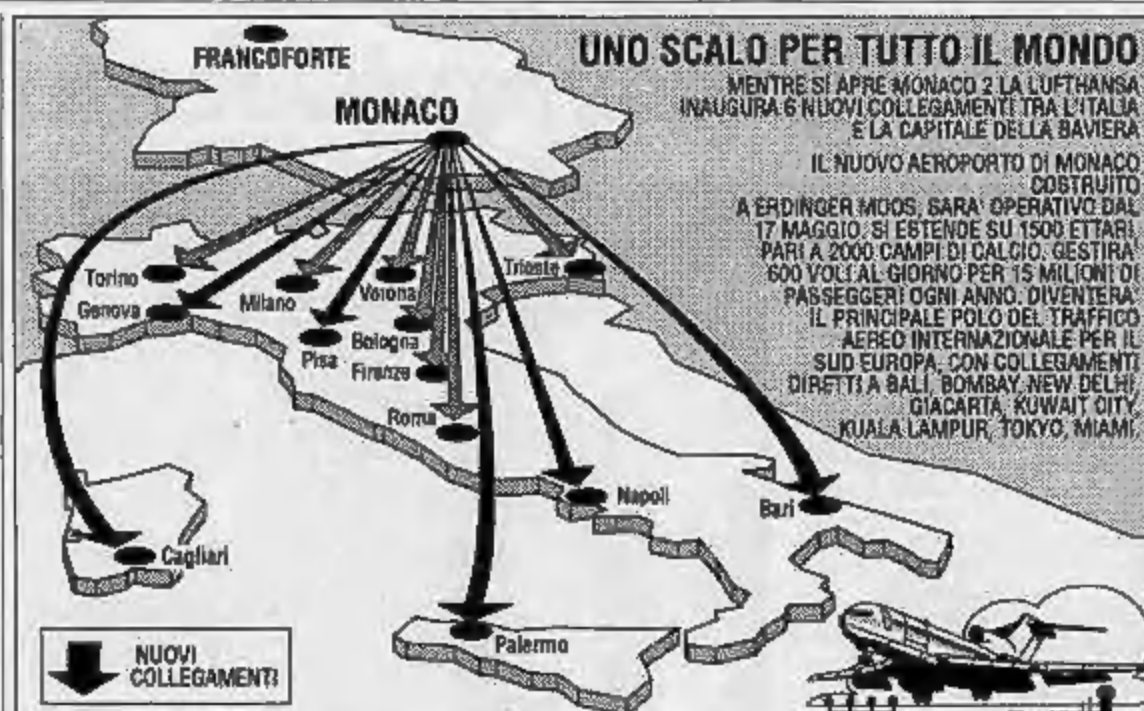 UNO SCALO PER TUTTO IL MONDO
MENTRE SI APRE MONACO 2 LA LUFTHANSA
INAUGURA 6 NUOVI COLLEGAMENTI TRA L'ITALIA
E LA CAPITALE DELLA BAVIERA
IL NUOVO AEROPORTO DI MONACO
COSTRUITO
A ERDINGER MOOS, SARA' OPERATIVO DAL
17 MAGGIO. SI ESTENDE SU 1500 ETTARI,
PARI A 2000 CAMPI DI CALCIO. GESTIRA'
600 VOLI AL GIORNO PER 15 MILIONI DI
PASSEGGERI OGNI ANNO. DIVENTERA'
IL PRINCIPALE POLO DEL TRAFFICO
AEREO INTERNAZIONALE PER IL
SUD EUROPA, CON COLLEGAMENTI
DIRETTI A BALI, BOMBAY, NEW DELHI,
GIACARTA, KUWAIT CITY,
KUALA LAMPUR, TOKYO, MIAMI.
FRANCOFORTE
MONACO
Torino
Genova
Milano
Verona
Trieste
Pisa
Bologna
Firenze
Roma
Napoli
Bari
Cagliari
Palermo
NUOVI
COLLEGAMENTI